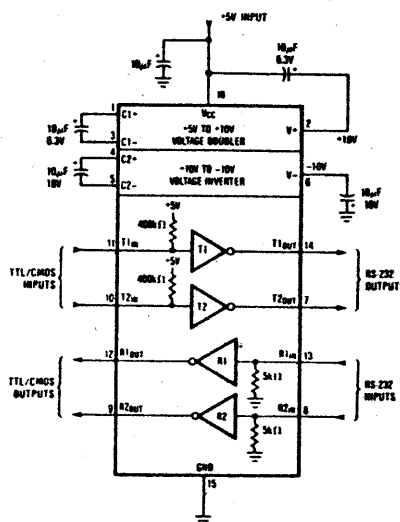 +5V INPUT
10µF
10µF
6.3V
16
VCC
1
C1+
10µF
6.3V
3
C1-
+5V TO +10V
VOLTAGE DOUBLER
V+
2
+10V
4
C2+
10µF
16V
5
C2-
+10V TO -10V
VOLTAGE INVERTER
V-
-10V
6
10µF
16V
+5V
400kΩ
11
T1IN
T1
T1OUT
14
+5V
400kΩ
10
T2IN
T2
T2OUT
7
TTL/CMOS
INPUTS
RS-232
OUTPUTS
12
R1OUT
R1
R1IN
13
5kΩ
9
R2OUT
R2
R2IN
8
5kΩ
TTL/CMOS
OUTPUTS
RS-232
INPUTS
GND
15